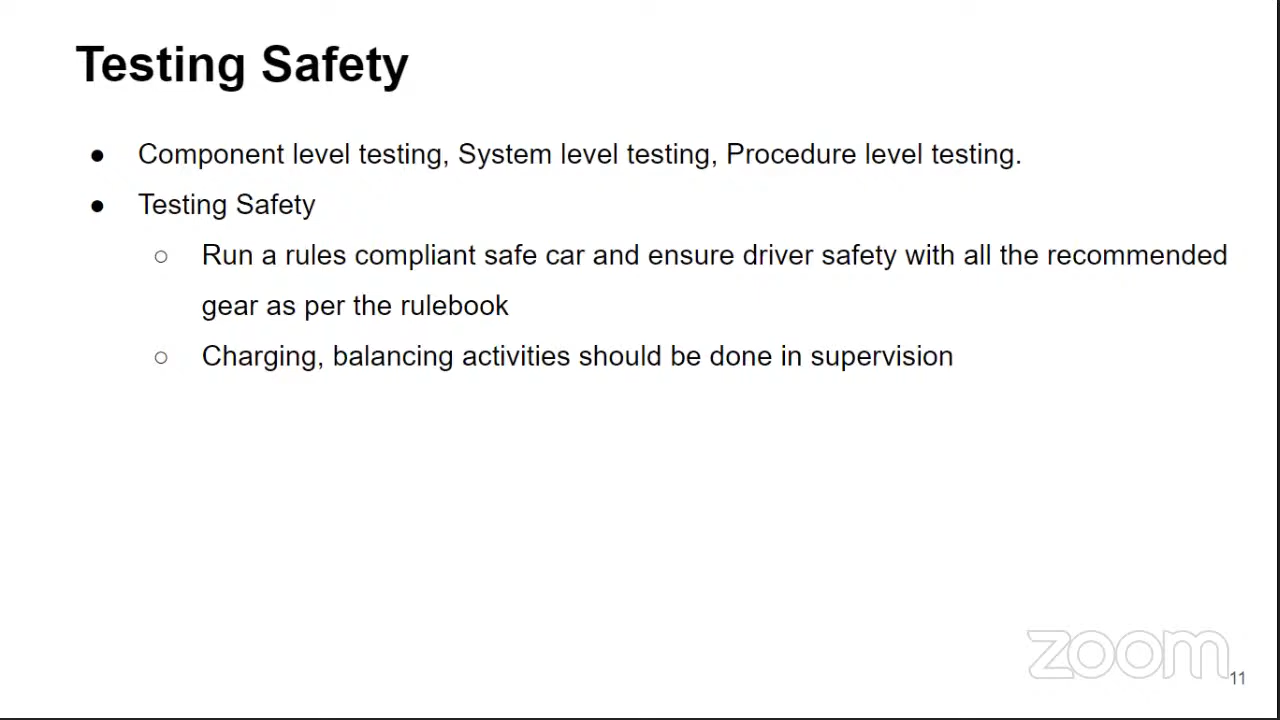 Testing Safety
● Component level testing, System level testing, Procedure level testing.
● Testing Safety
○ Run a rules compliant safe car and ensure driver safety with all the recommended
gear as per the rulebook
○ Charging, balancing activities should be done in supervision
zoom
11